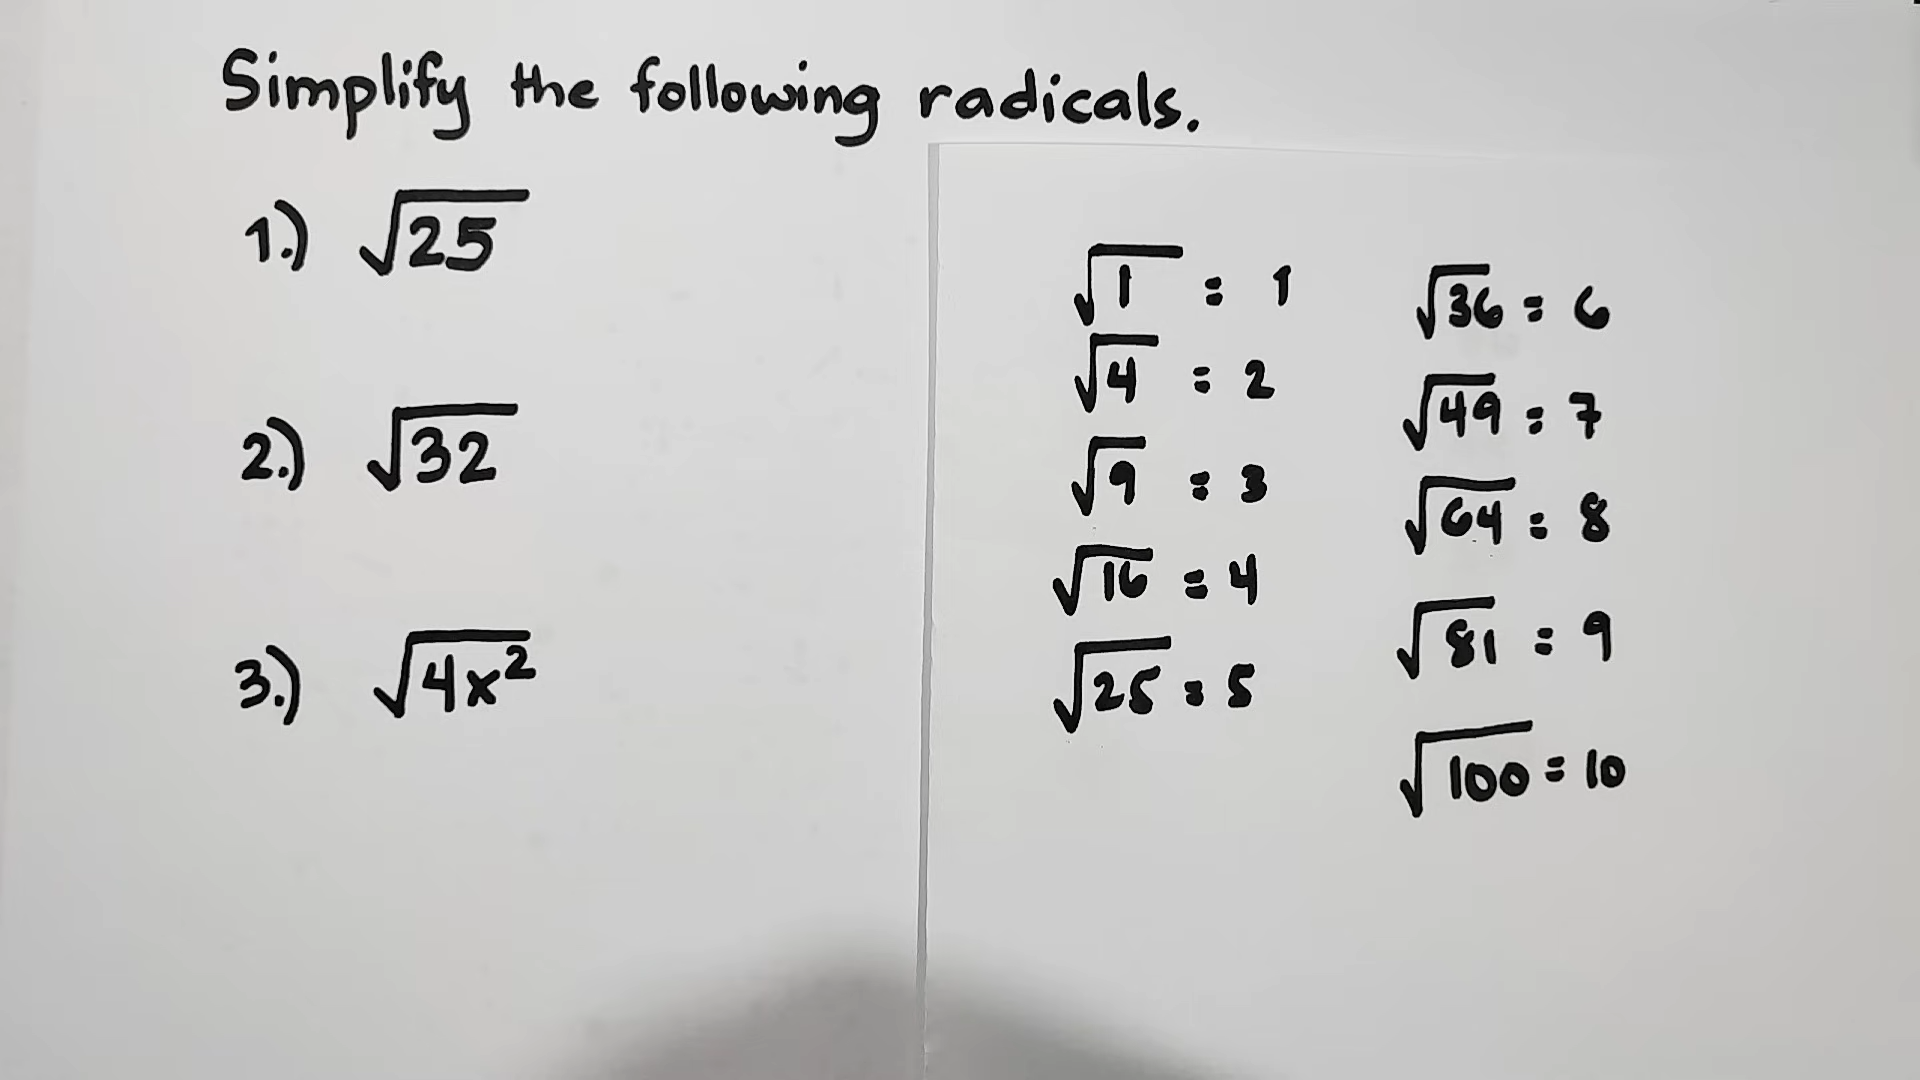 Simplify the following radicals.
1.) √25
2.) √32
3.) √4x²
√1 = 1
√4 = 2
√9 = 3
√16 = 4
√25 = 5
√36 = 6
√49 = 7
√64 = 8
√81 = 9
√100 = 10